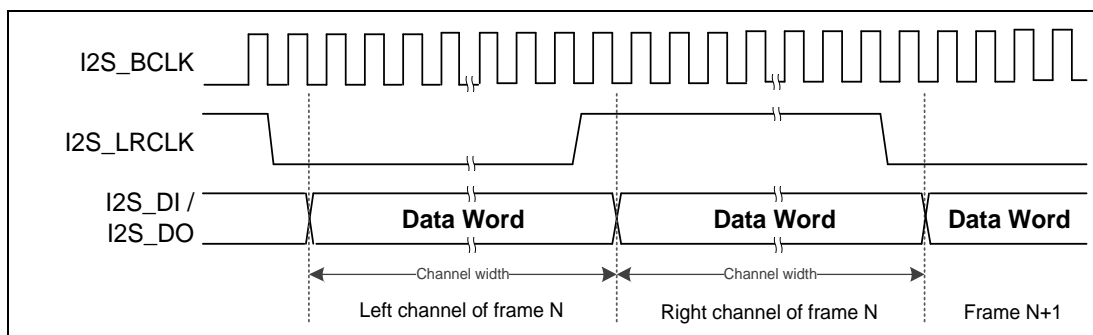 I2S_BCLK
I2S_LRCLK
I2S_DI /
I2S_DO
Data Word
Data Word
Data Word
Channel width
Channel width
Left channel of frame N
Right channel of frame N
Frame N+1